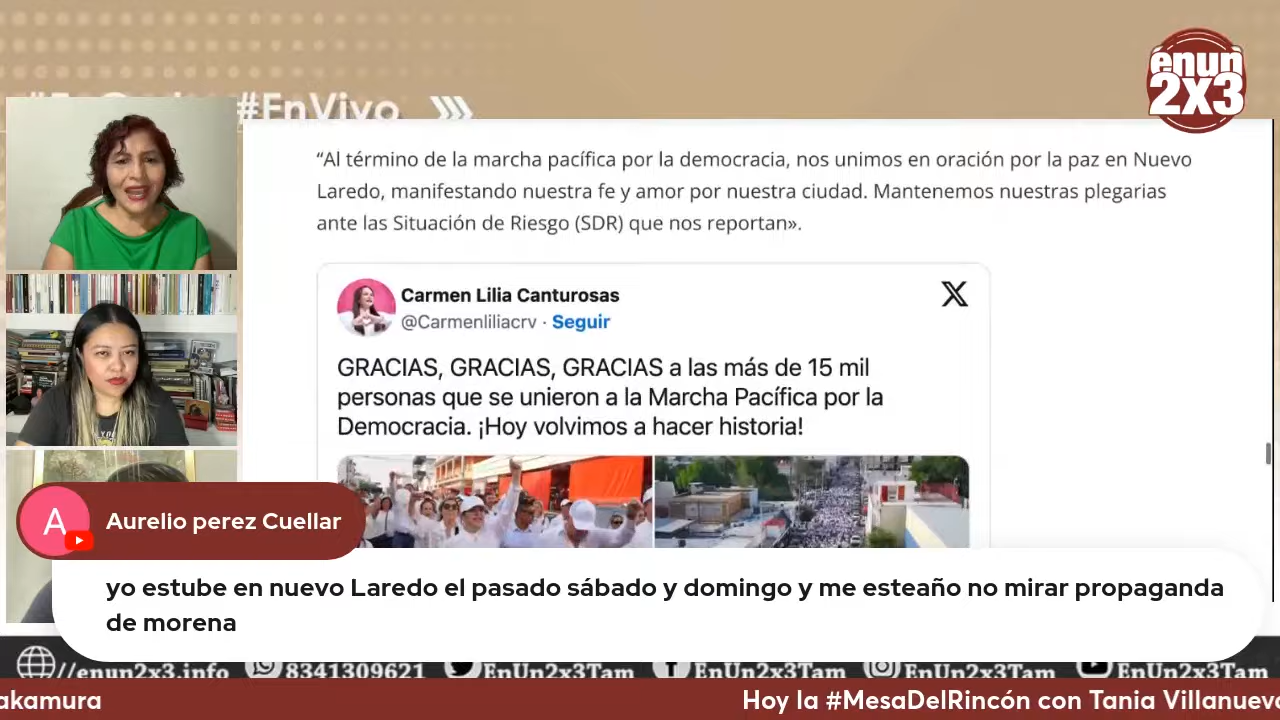 #EnVivo
énun
2x3
“Al término de la marcha pacífica por la democracia, nos unimos en oración por la paz en Nuevo
Laredo, manifestando nuestra fe y amor por nuestra ciudad. Mantenemos nuestras plegarias
ante las Situación de Riesgo (SDR) que nos reportan».
Carmen Lilia Canturosas
@Carmenliliacrv · Seguir
GRACIAS, GRACIAS, GRACIAS a las más de 15 mil
personas que se unieron a la Marcha Pacífica por la
Democracia. ¡Hoy volvimos a hacer historia!
A
Aurelio perez Cuellar
yo estube en nuevo Laredo el pasado sábado y domingo y me esteaño no mirar propaganda
de morena
//enun2x3.info 8341309621 EnUn2x3Tam EnUn2x3Tam EnUn2x3Tam EnUn2x3Tam
akamura Hoy la #MesaDelRincón con Tania Villanueva